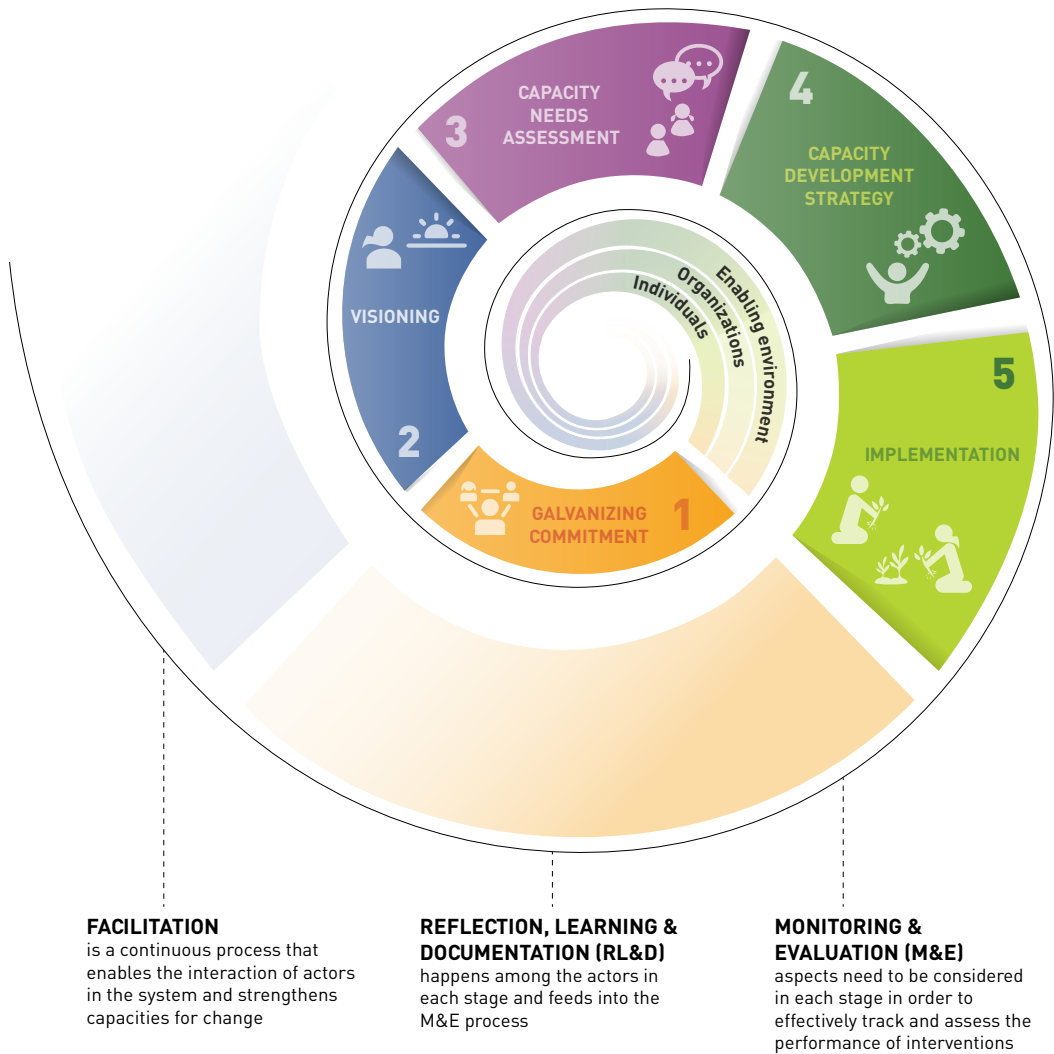 3
CAPACITY
NEEDS
ASSESSMENT
4
CAPACITY
DEVELOPMENT
STRATEGY
VISIONING
2
Individuals
Organizations
Enabling environment
5
IMPLEMENTATION
GALVANIZING
COMMITMENT
1
FACILITATION
is a continuous process that
enables the interaction of actors
in the system and strengthens
capacities for change
REFLECTION, LEARNING &
DOCUMENTATION (RL&D)
happens among the actors in
each stage and feeds into the
M&E process
MONITORING &
EVALUATION (M&E)
aspects need to be considered
in each stage in order to
effectively track and assess the
performance of interventions